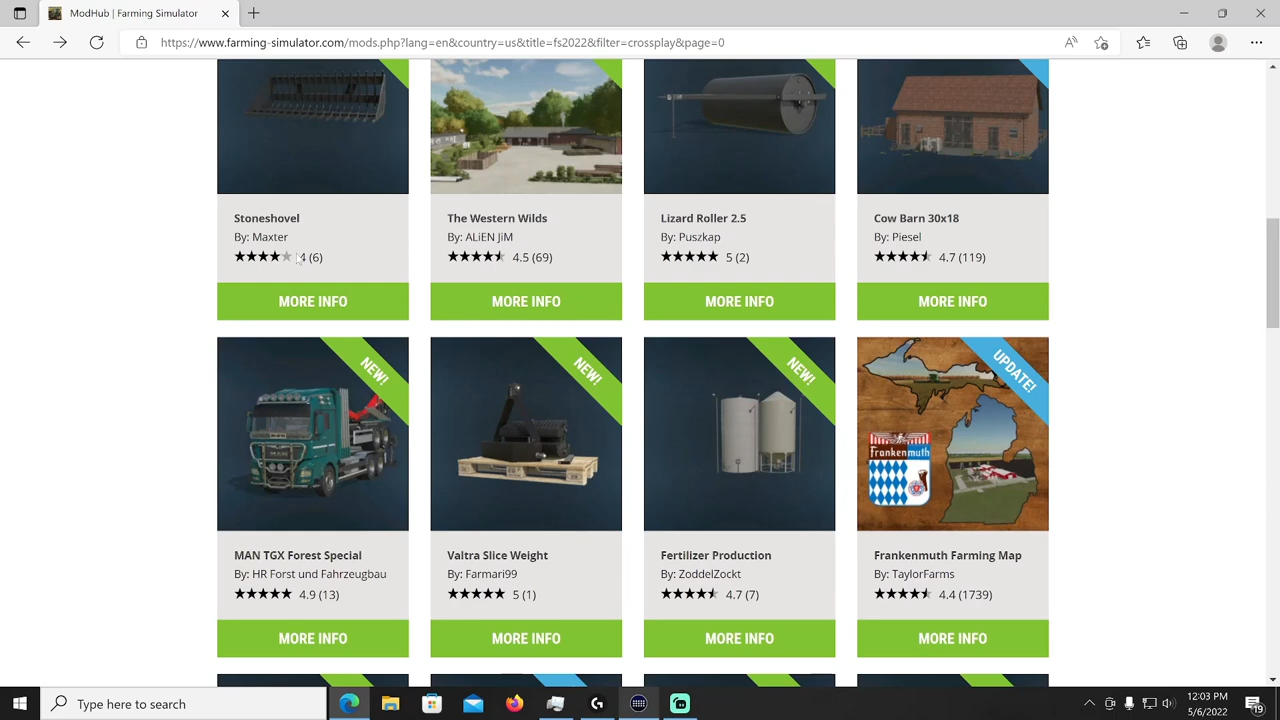 ModHub | Farming Simulator
https://www.farming-simulator.com/mods.php?lang=en&country=us&title=fs2022&filter=crossplay&page=0
Stoneshovel
By: Maxter
4 (6)
MORE INFO
The Western Wilds
By: ALiEN JiM
4.5 (69)
MORE INFO
Lizard Roller 2.5
By: Puszkap
5 (2)
MORE INFO
Cow Barn 30x18
By: Piesel
4.7 (119)
MORE INFO
NEW!
MAN TGX Forest Special
By: HR Forst und Fahrzeugbau
4.9 (13)
MORE INFO
NEW!
Valtra Slice Weight
By: Farmari99
5 (1)
MORE INFO
NEW!
Fertilizer Production
By: ZoddelZockt
4.7 (7)
MORE INFO
UPDATE!
Frankenmuth
Frankenmuth Farming Map
By: TaylorFarms
4.4 (1739)
MORE INFO
Type here to search
12:03 PM
5/6/2022
19